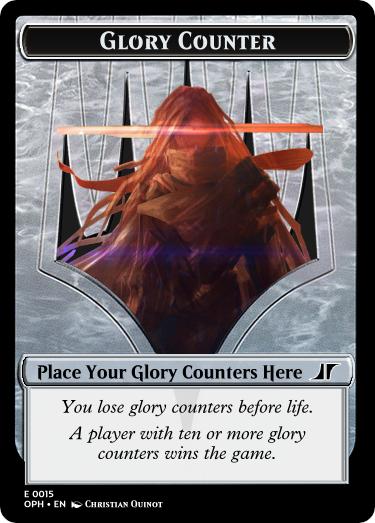 Glory Counter
Place Your Glory Counters Here
You lose glory counters before life.
A player with ten or more glory
counters wins the game.
E 0015
OPH • EN Christian Quinot